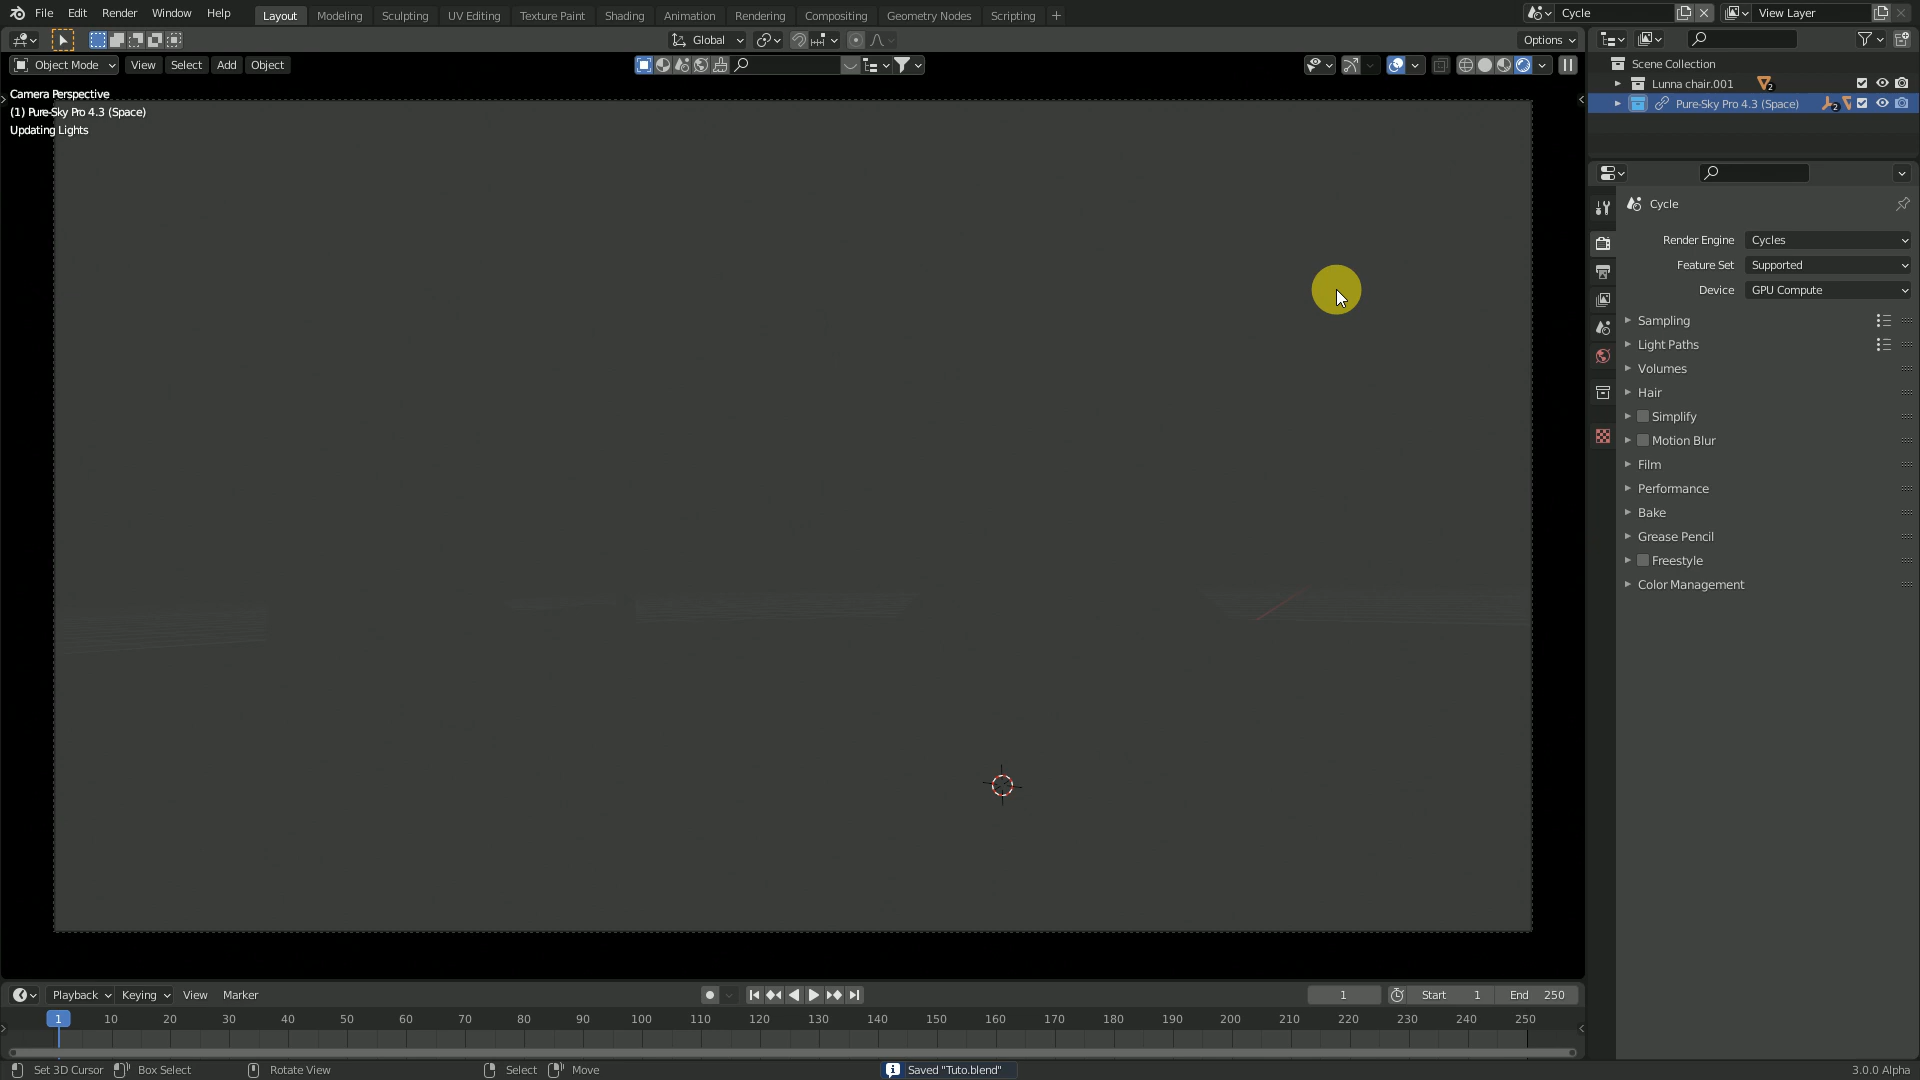 File Edit Render Window Help Layout Modeling Sculpting UV Editing Texture Paint Shading Animation Rendering Compositing Geometry Nodes Scripting + Cycle View Layer
Global Options
Object Mode View Select Add Object
Scene Collection
Lunna chair.001 2
Pure-Sky Pro 4.3 (Space) 2
Camera Perspective
(1) Pure-Sky Pro 4.3 (Space)
Updating Lights
Cycle
Render Engine Cycles
Feature Set Supported
Device GPU Compute
Sampling
Light Paths
Volumes
Hair
Simplify
Motion Blur
Film
Performance
Bake
Grease Pencil
Freestyle
Color Management
Playback Keying View Marker 1 Start 1 End 250
1 10 20 30 40 50 60 70 80 90 100 110 120 130 140 150 160 170 180 190 200 210 220 230 240 250
Set 3D Cursor Box Select Rotate View Select Move Saved "Tuto.blend" 3.0.0 Alpha